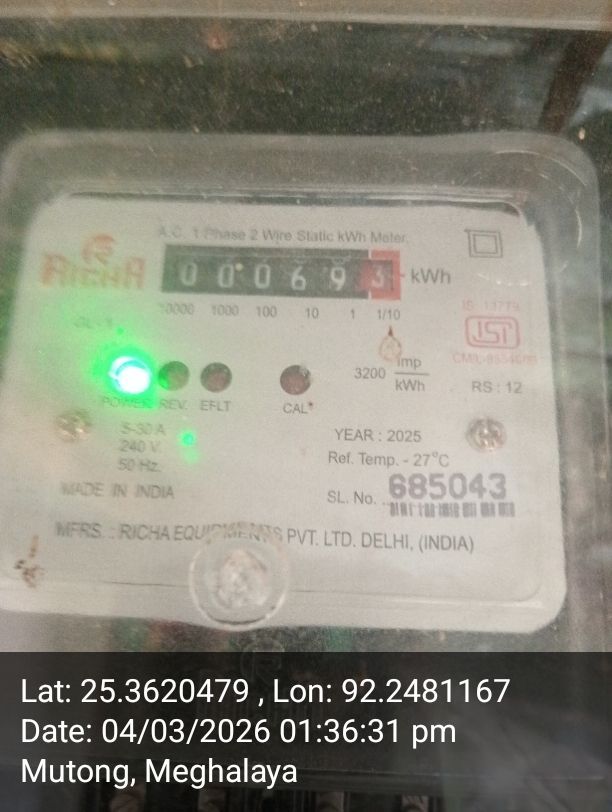 A.C. 1 Phase 2 Wire Static kWh Meter.
RICHA
0 0 0 6 9 3 kWh
10000 1000 100 10 1 1/10
IS 13779
ISI
3200 imp/kWh
RS : 12
POWER REV. EFLT CAL
5-30 A
240 V
50 Hz.
YEAR : 2025
Ref. Temp. - 27°C
MADE IN INDIA
SL. No. 685043
MFRS. : RICHA EQUIPMENTS PVT. LTD. DELHI, (INDIA)
Lat: 25.3620479 , Lon: 92.2481167
Date: 04/03/2026 01:36:31 pm
Mutong, Meghalaya